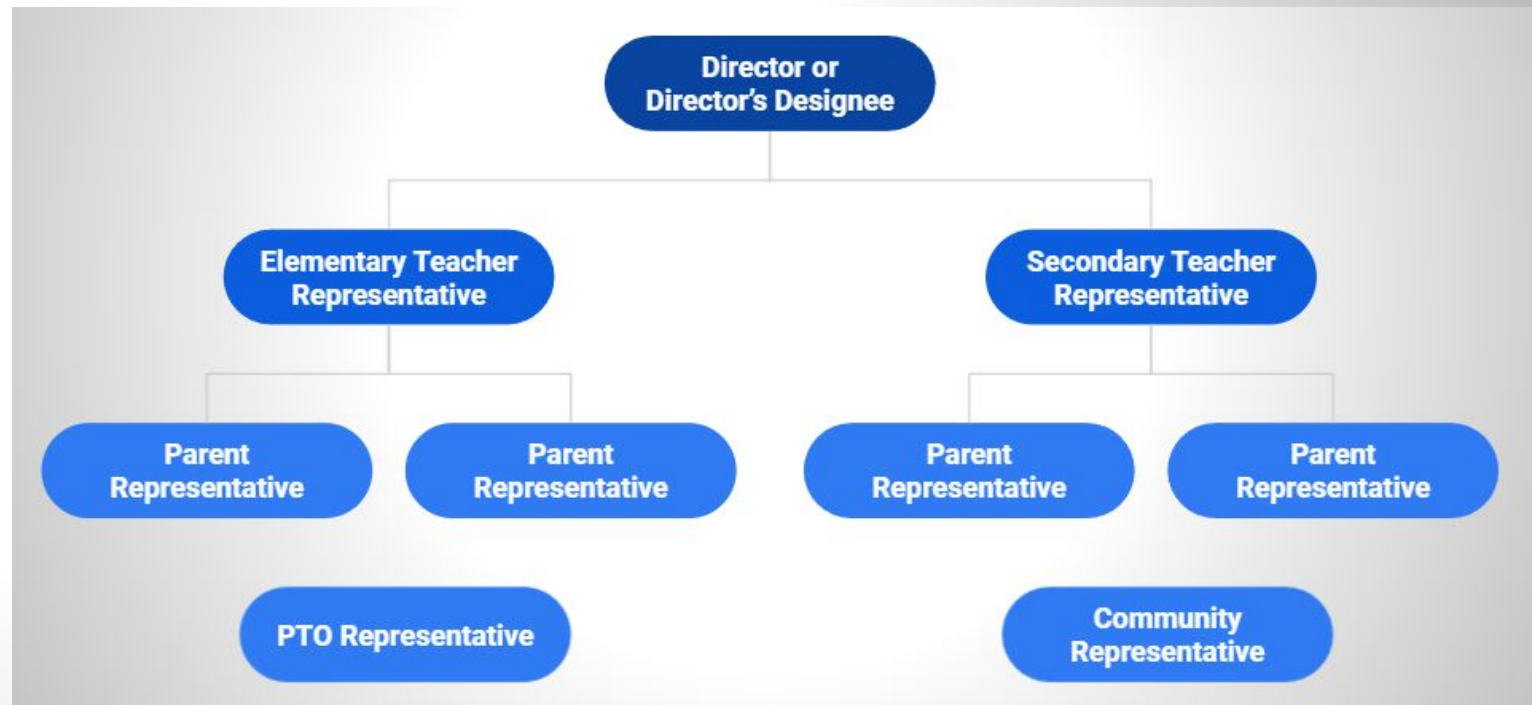 Director or
Director's Designee
Elementary Teacher
Representative
Secondary Teacher
Representative
Parent
Representative
Parent
Representative
Parent
Representative
Parent
Representative
PTO Representative
Community
Representative